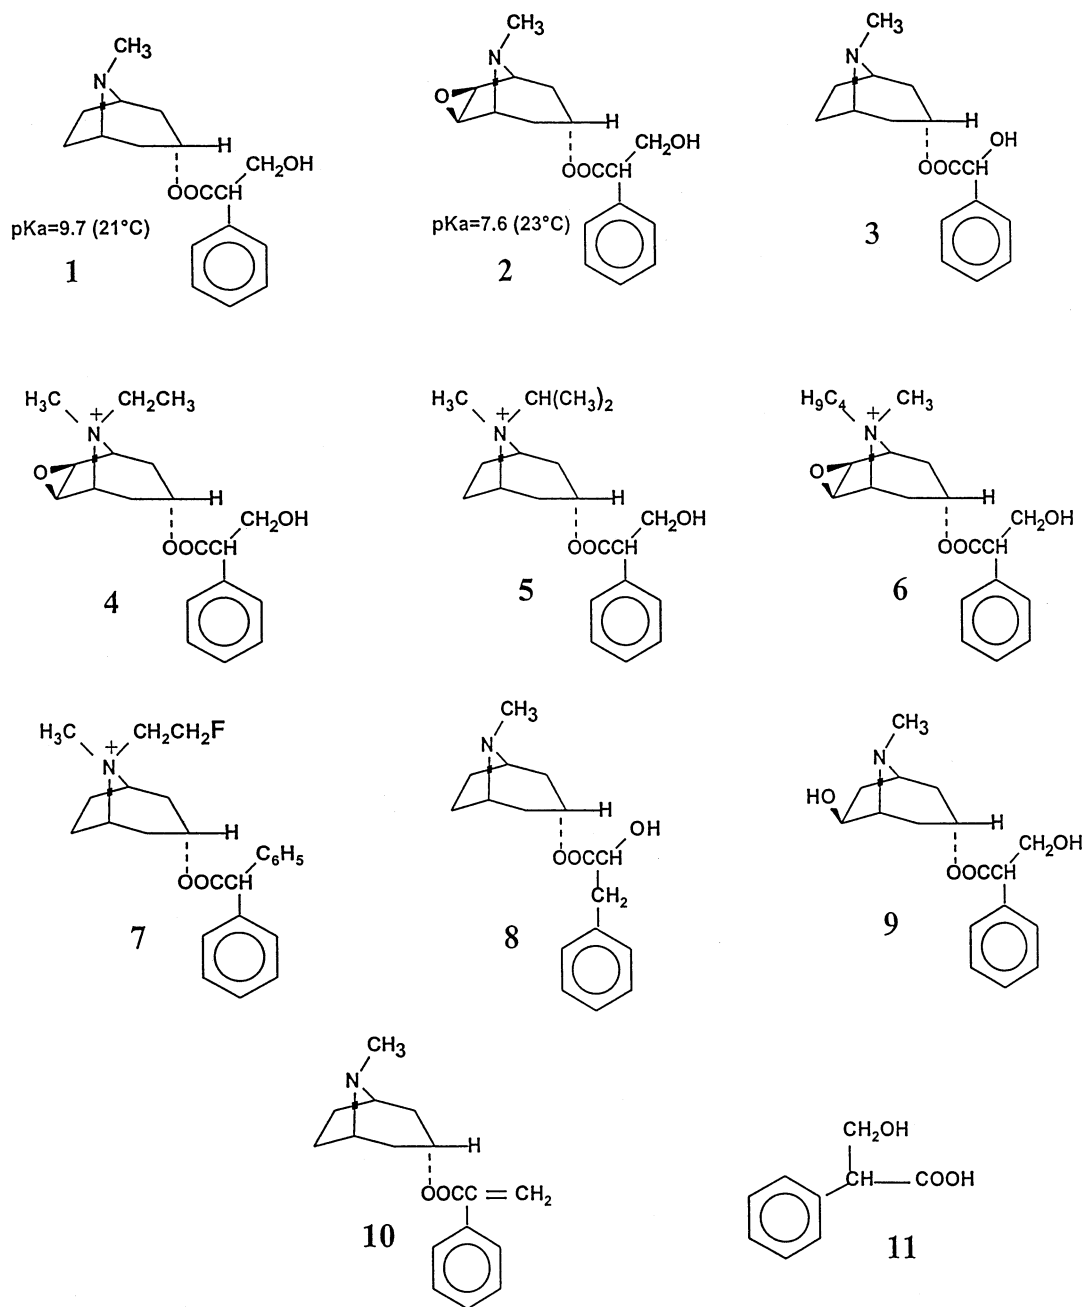 CH3
N
H
CH2OH
OOCCH
pKa=9.7 (21°C)
1
CH3
N
O
H
CH2OH
OOCCH
pKa=7.6 (23°C)
2
CH3
N
H
OH
OOCCH
3
H3C
+
CH2CH3
N
O
H
CH2OH
OOCCH
4
H3C
+
CH(CH3)2
N
H
CH2OH
OOCCH
5
H9C4
+
CH3
N
O
H
CH2OH
OOCCH
6
H3C
+
CH2CH2F
N
H
C6H5
OOCCH
7
CH3
N
H
OH
OOCCH
CH2
8
CH3
N
HO
H
CH2OH
OOCCH
9
CH3
N
H
OOCC=CH2
10
CH2OH
CH
COOH
11